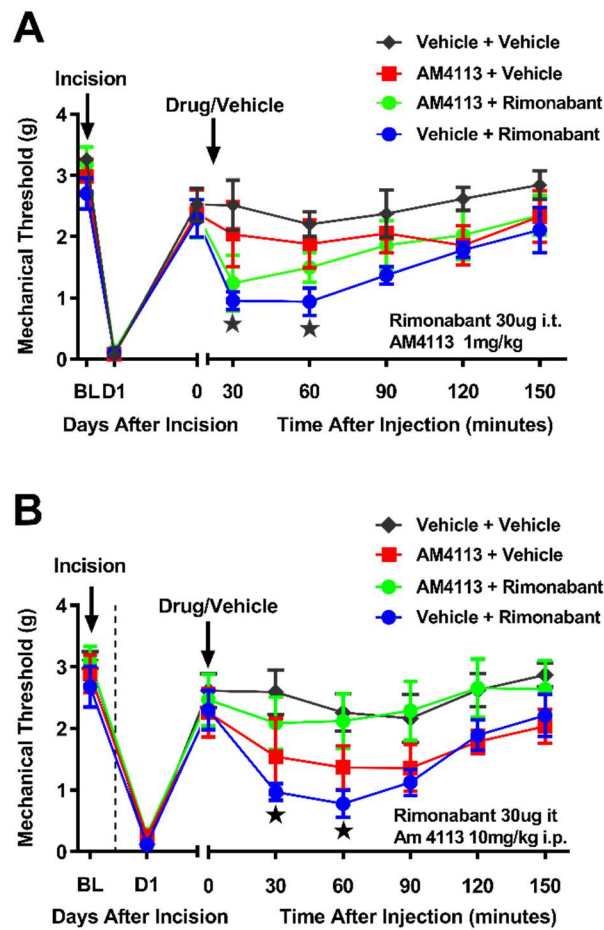 A
Vehicle + Vehicle
AM4113 + Vehicle
AM4113 + Rimonabant
Vehicle + Rimonabant
Incision
Drug/Vehicle
Mechanical Threshold (g)
4
3
2
1
0
Rimonabant 30ug i.t.
AM4113 1mg/kg
BL D1 0 30 60 90 120 150
Days After Incision Time After Injection (minutes)
B
Vehicle + Vehicle
AM4113 + Vehicle
AM4113 + Rimonabant
Vehicle + Rimonabant
Incision
Drug/Vehicle
Mechanical Threshold (g)
4
3
2
1
0
Rimonabant 30ug it
Am 4113 10mg/kg i.p.
BL D1 0 30 60 90 120 150
Days After Incision Time After Injection (minutes)